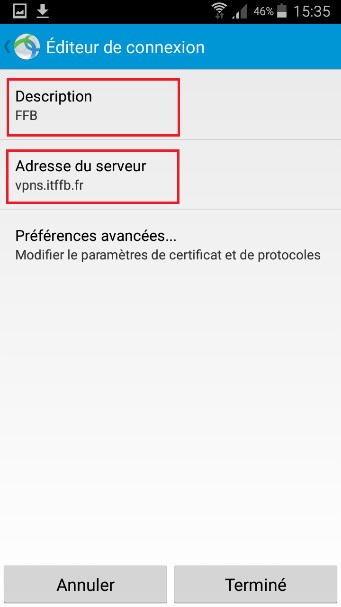 46% 15:35
Éditeur de connexion
Description
FFB
Adresse du serveur
vpns.itffb.fr
Préférences avancées...
Modifier le paramètres de certificat et de protocoles
Annuler Terminé